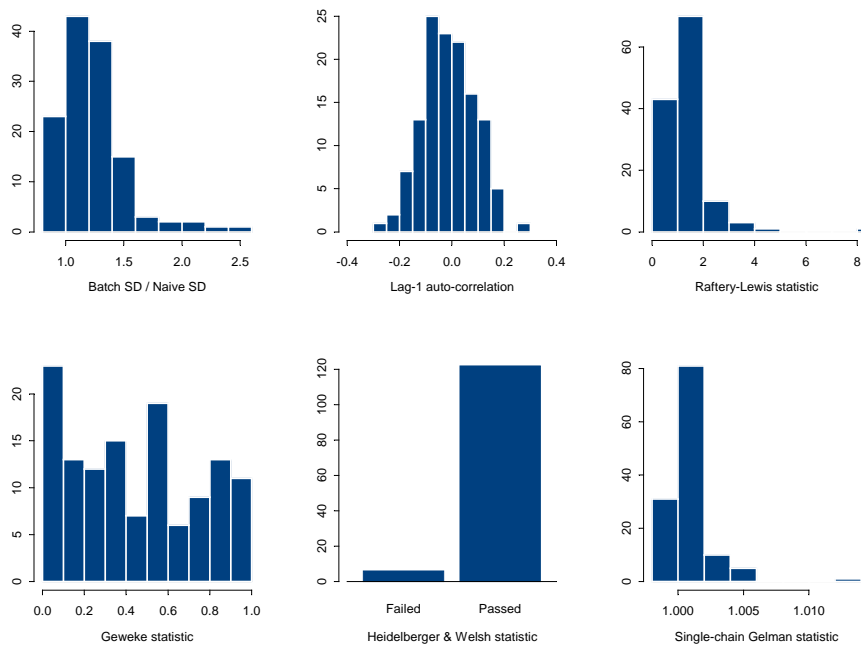 0 10 20 30 40
1.0 1.5 2.0 2.5
Batch SD / Naive SD
0 5 10 15 20 25
-0.4 -0.2 0.0 0.2 0.4
Lag-1 auto-correlation
0 20 40 60
0 2 4 6 8
Raftery-Lewis statistic
0 5 10 15 20
0.0 0.2 0.4 0.6 0.8 1.0
Geweke statistic
0 20 40 60 80 100 120
Failed Passed
Heidelberger & Welsh statistic
0 20 40 60 80
1.000 1.005 1.010
Single-chain Gelman statistic